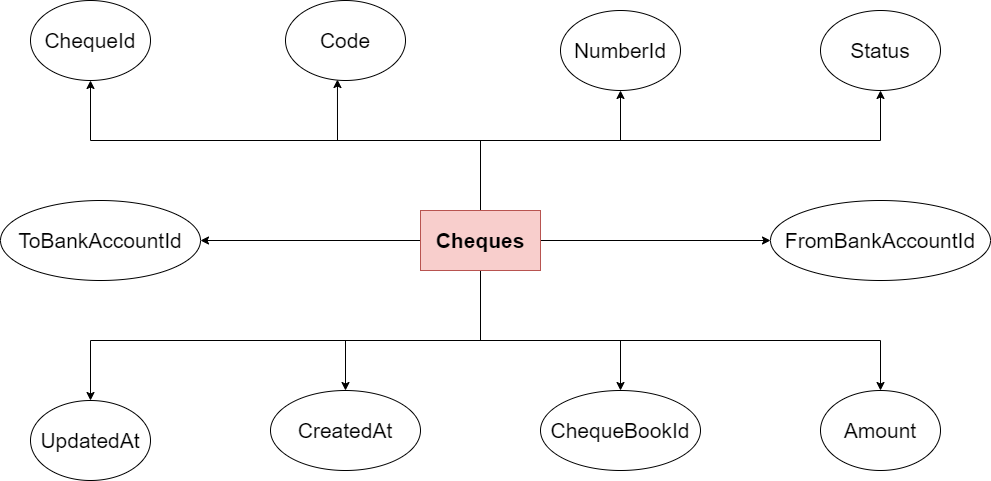 ChequeId
Code
NumberId
Status
ToBankAccountId
Cheques
FromBankAccountId
UpdatedAt
CreatedAt
ChequeBookId
Amount